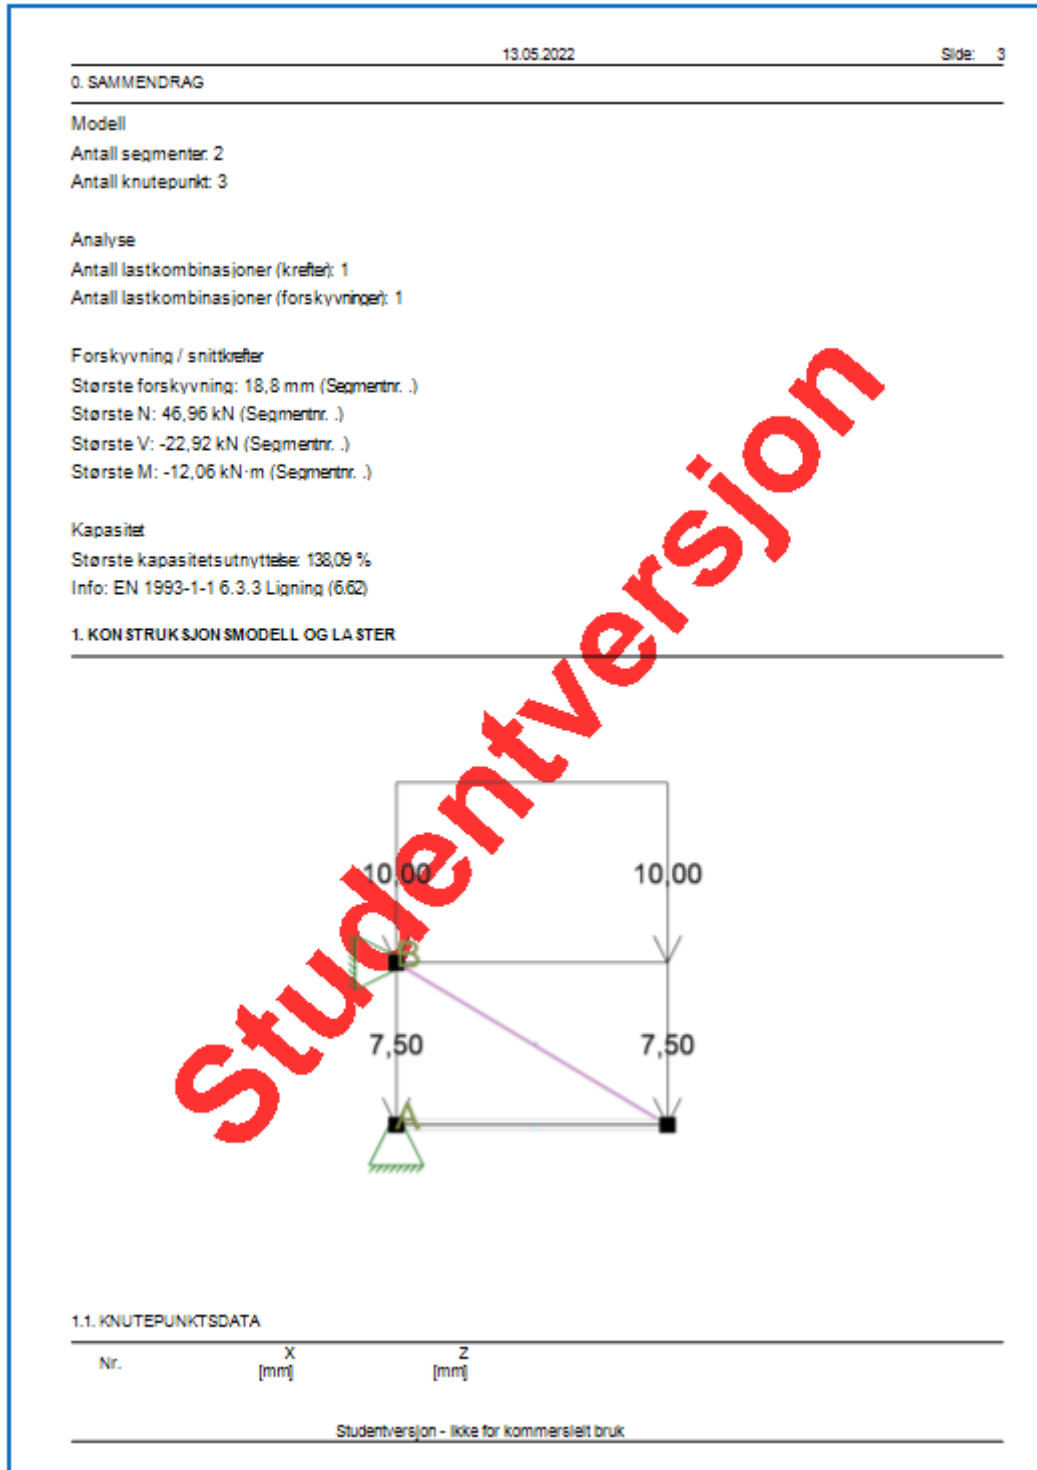 13.05.2022 Side: 3
0. SAMMENDRAG
Modell
Antall segmenter: 2
Antall knutepunkt: 3
Analyse
Antall lastkombinasjoner (krefter): 1
Antall lastkombinasjoner (forskyvninger): 1
Forskyvning / snittkrefter
Største forskyvning: 18,8 mm (Segmentnr. .)
Største N: 46,96 kN (Segmentnr. .)
Største V: -22,92 kN (Segmentnr. .)
Største M: -12,06 kN·m (Segmentnr. .)
Kapasitet
Største kapasitetsutnyttelse: 138,09 %
Info: EN 1993-1-1 6.3.3 Ligning (6.62)
1. KONSTRUKSJONSMODELL OG LASTER
Studentversjon
10,00 10,00
B
7,50 7,50
A
1.1. KNUTEPUNKTSDATA
Nr. X Z
[mm] [mm]
Studentversjon - Ikke for kommersielt bruk